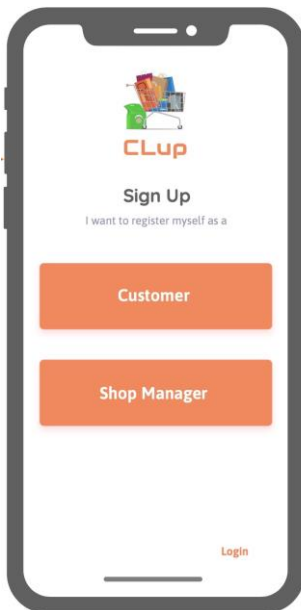 CLup
Sign Up
I want to register myself as a
Customer
Shop Manager
Login